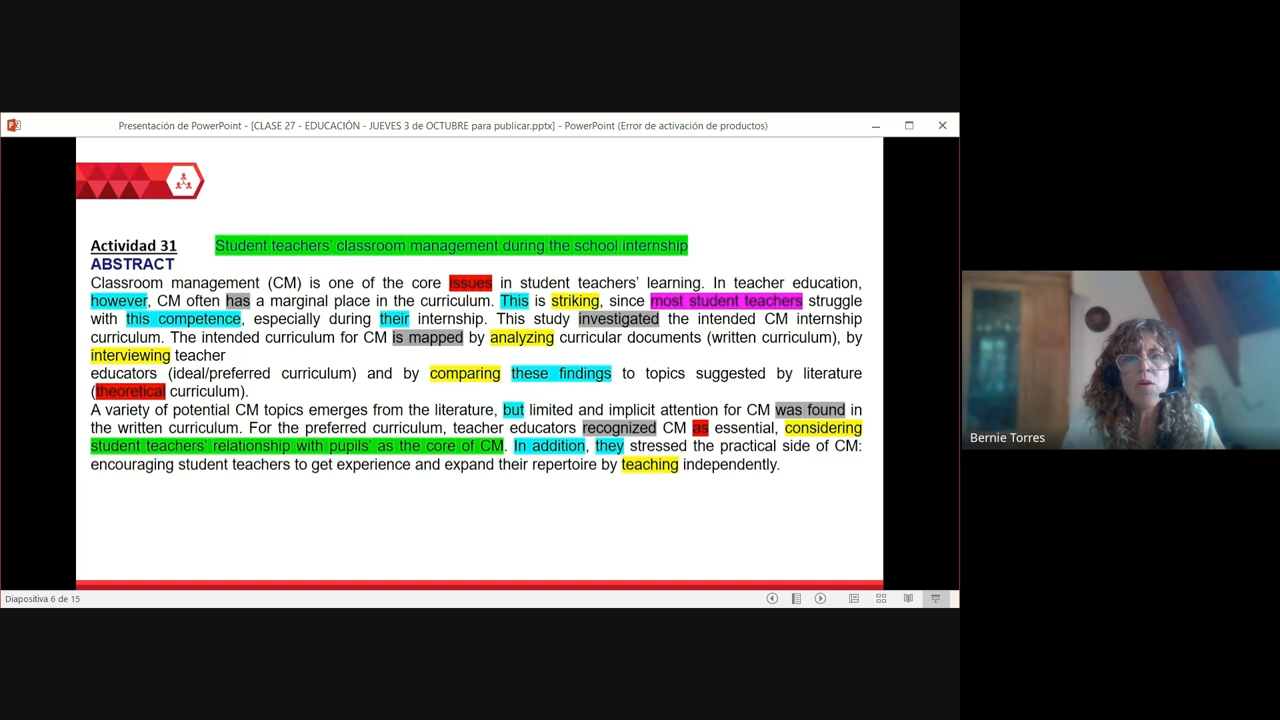 Presentación de PowerPoint - [CLASE 27 - EDUCACIÓN - JUEVES 3 de OCTUBRE para publicar.pptx] - PowerPoint (Error de activación de productos)
Actividad 31 Student teachers' classroom management during the school internship
ABSTRACT
Classroom management (CM) is one of the core issues in student teachers' learning. In teacher education,
however, CM often has a marginal place in the curriculum. This is striking, since most student teachers struggle
with this competence, especially during their internship. This study investigated the intended CM internship
curriculum. The intended curriculum for CM is mapped by analyzing curricular documents (written curriculum), by
interviewing teacher
educators (ideal/preferred curriculum) and by comparing these findings to topics suggested by literature
(theoretical curriculum).
A variety of potential CM topics emerges from the literature, but limited and implicit attention for CM was found in
the written curriculum. For the preferred curriculum, teacher educators recognized CM as essential, considering
student teachers' relationship with pupils' as the core of CM. In addition, they stressed the practical side of CM:
encouraging student teachers to get experience and expand their repertoire by teaching independently.
Bernie Torres
Diapositiva 6 de 15